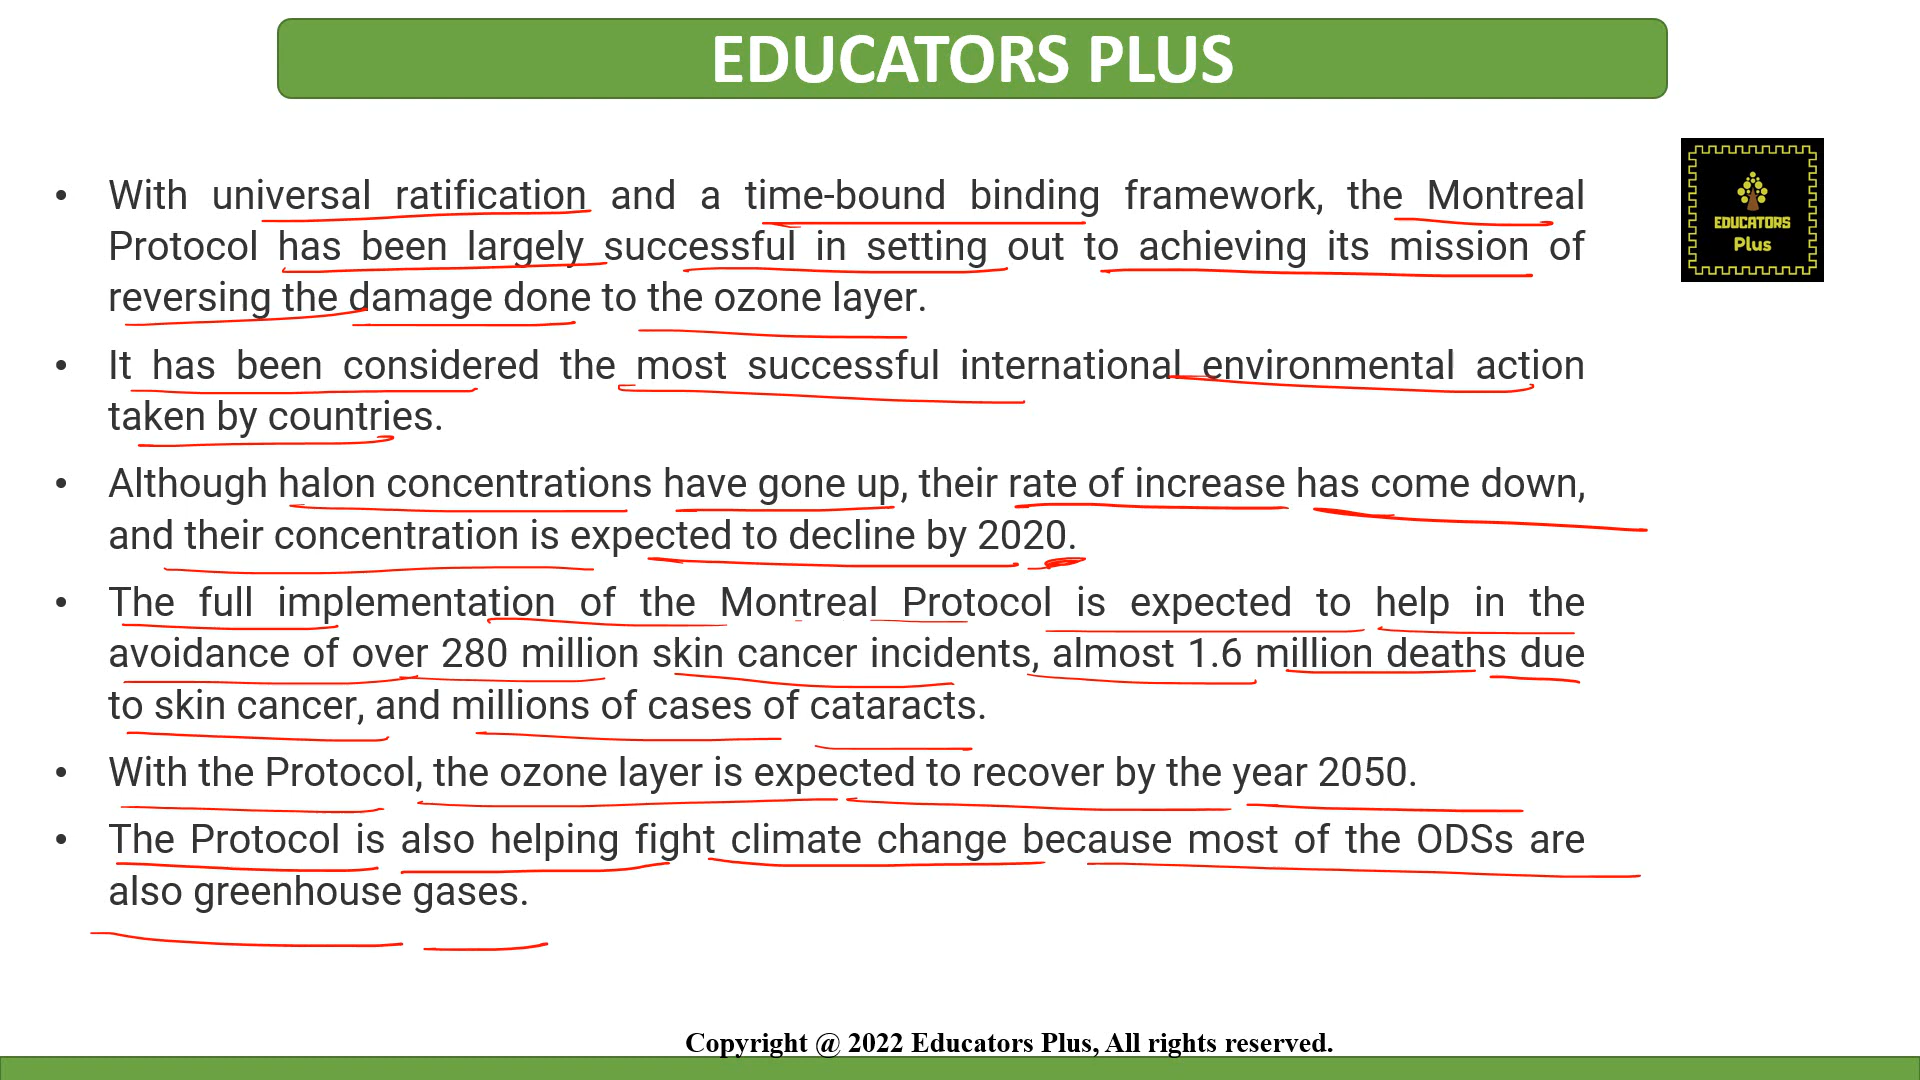 EDUCATORS PLUS
• With universal ratification and a time-bound binding framework, the Montreal
Protocol has been largely successful in setting out to achieving its mission of
reversing the damage done to the ozone layer.
• It has been considered the most successful international environmental action
taken by countries.
• Although halon concentrations have gone up, their rate of increase has come down,
and their concentration is expected to decline by 2020.
• The full implementation of the Montreal Protocol is expected to help in the
avoidance of over 280 million skin cancer incidents, almost 1.6 million deaths due
to skin cancer, and millions of cases of cataracts.
• With the Protocol, the ozone layer is expected to recover by the year 2050.
• The Protocol is also helping fight climate change because most of the ODSs are
also greenhouse gases.
EDUCATORS
Plus
Copyright @ 2022 Educators Plus, All rights reserved.